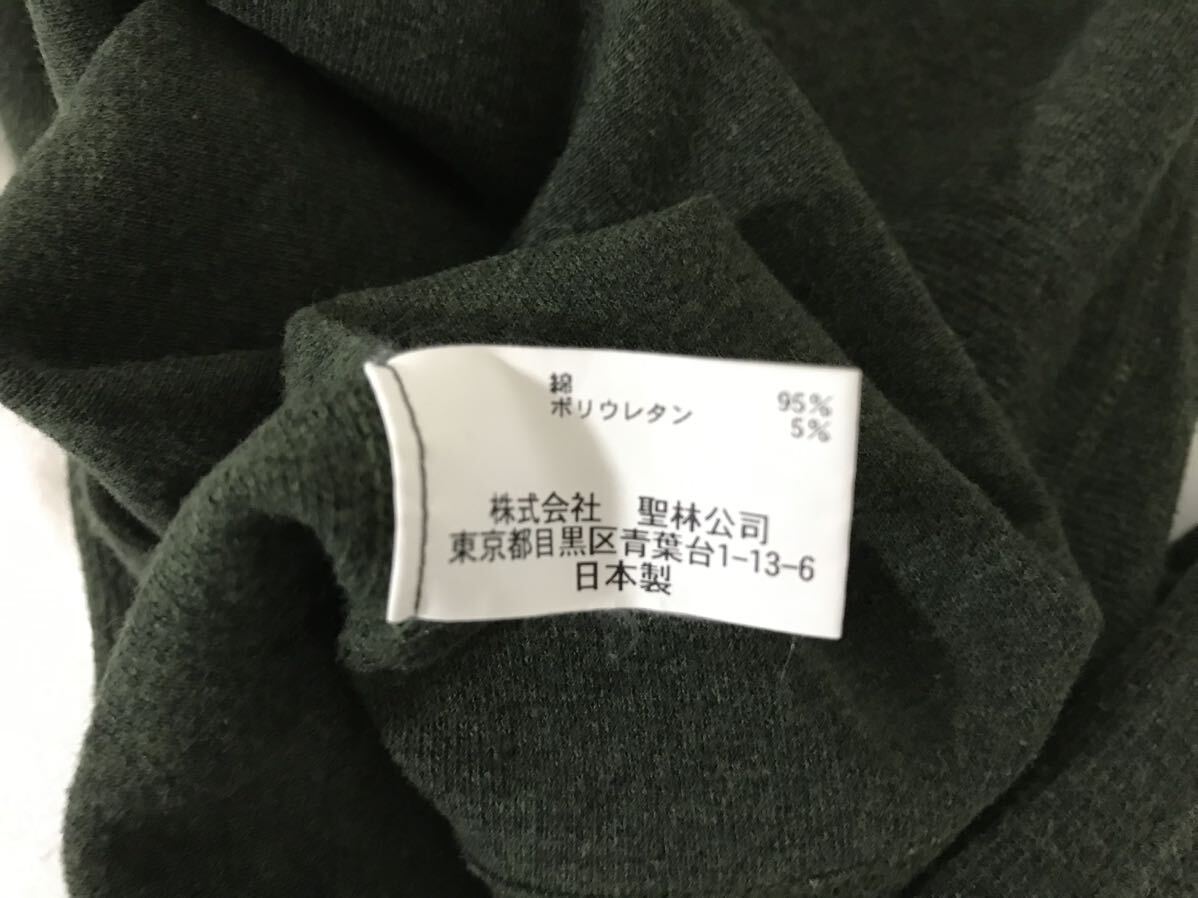 綿 95%
ポリウレタン 5%
株式会社 聖林公司
東京都目黒区青葉台1-13-6
日本製